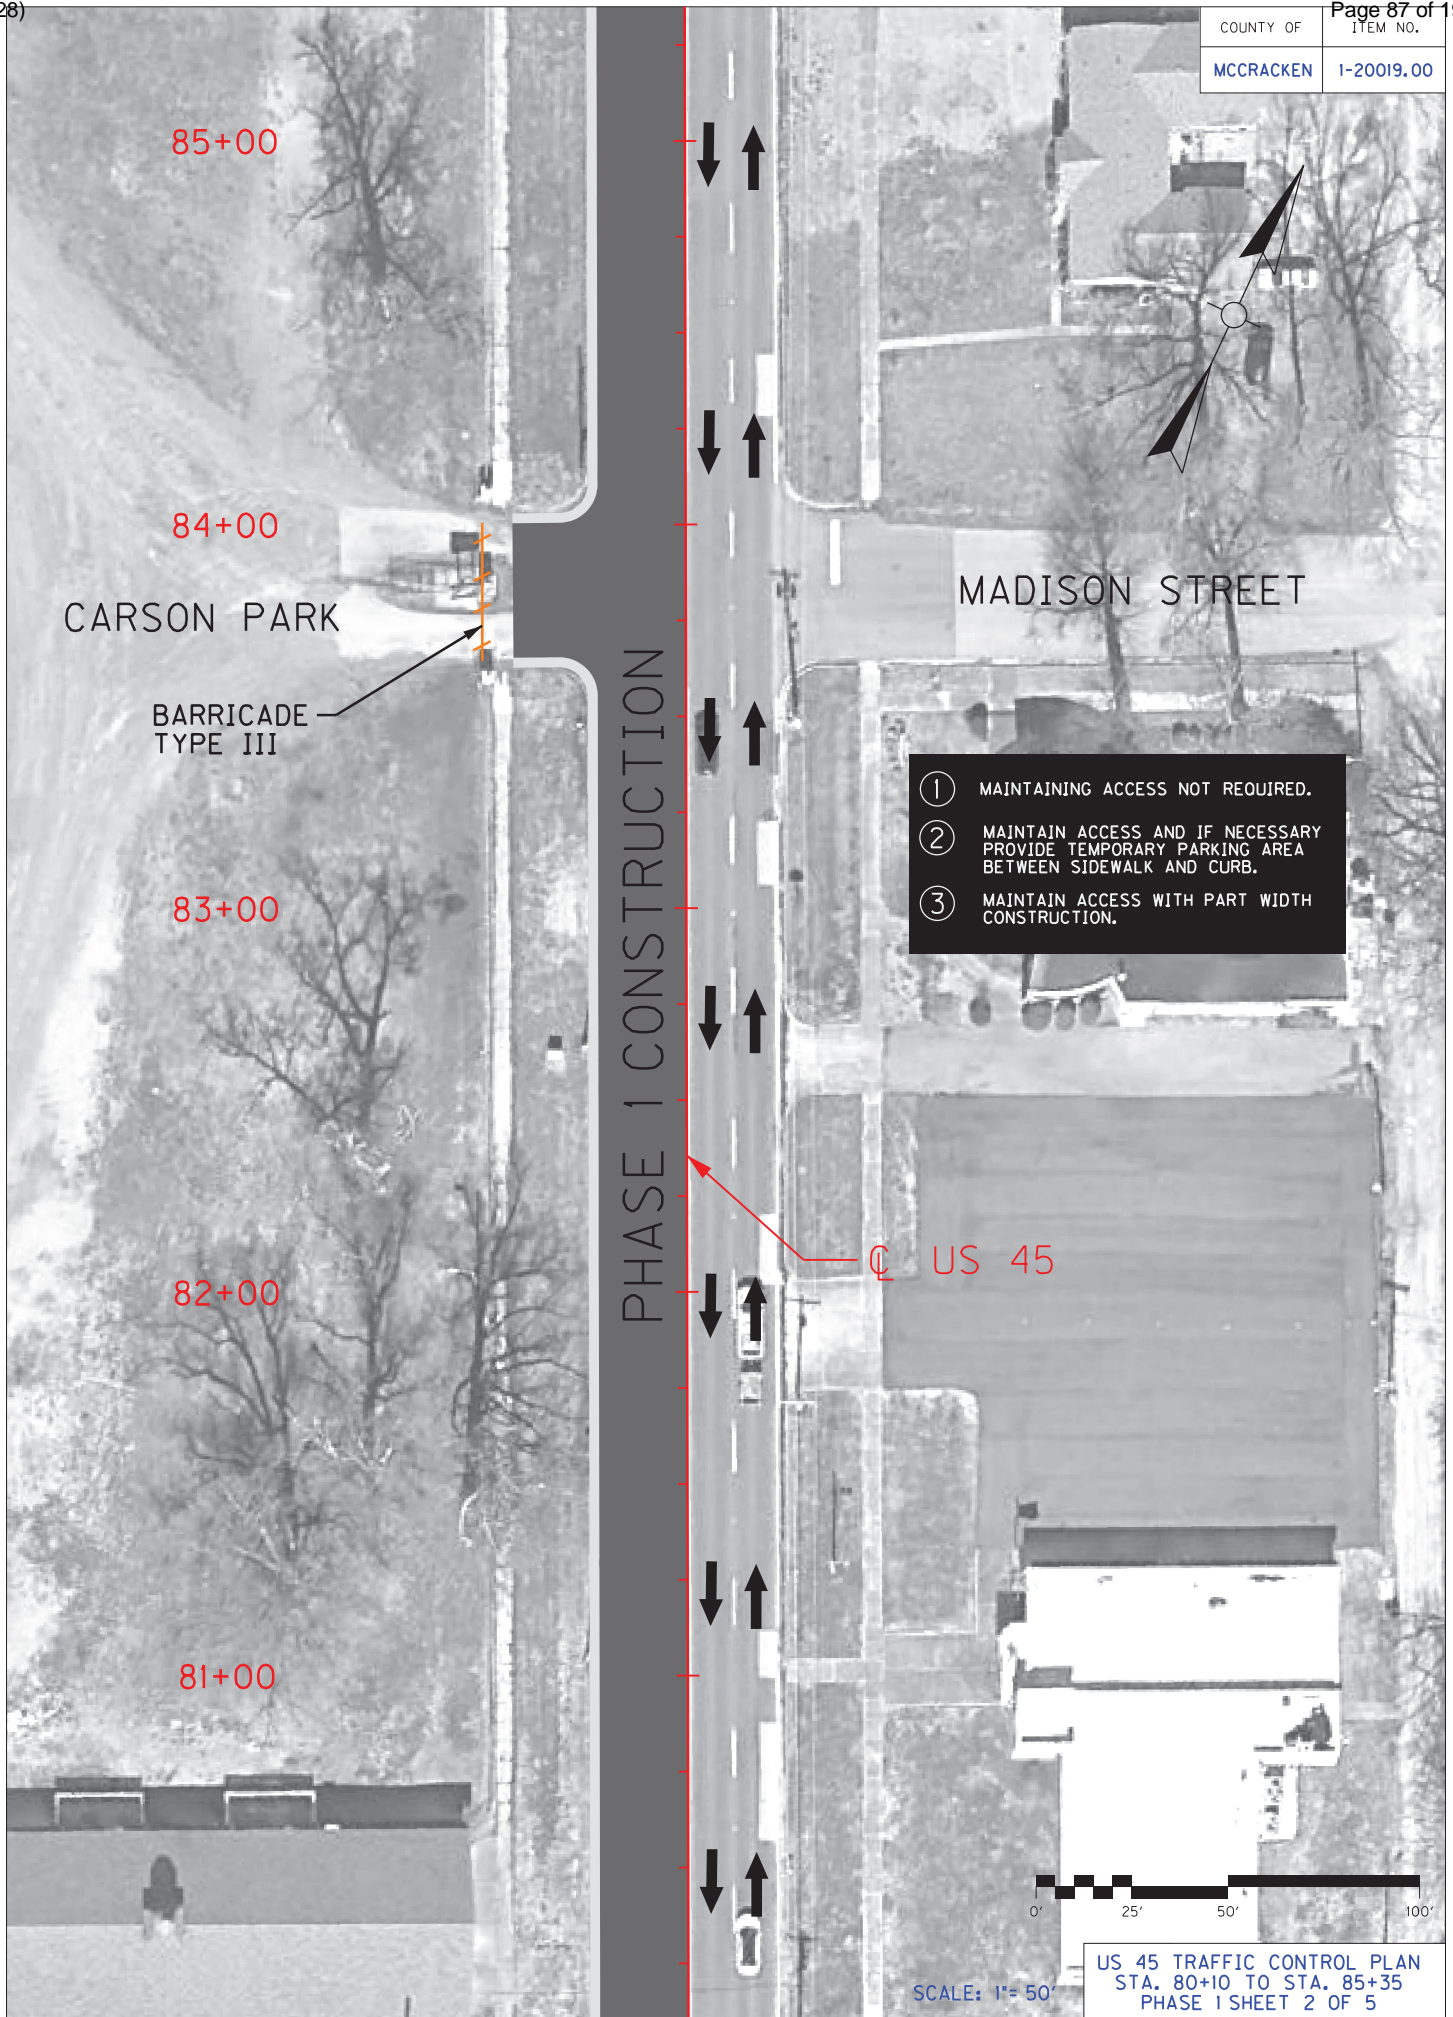 28)
Page 87 of 1
COUNTY OF
ITEM NO.
MCCRACKEN
1-20019.00
85+00
84+00
CARSON PARK
MADISON STREET
BARRICADE
TYPE III
PHASE 1 CONSTRUCTION
1 MAINTAINING ACCESS NOT REQUIRED.
2 MAINTAIN ACCESS AND IF NECESSARY
PROVIDE TEMPORARY PARKING AREA
BETWEEN SIDEWALK AND CURB.
3 MAINTAIN ACCESS WITH PART WIDTH
CONSTRUCTION.
83+00
℄ US 45
82+00
81+00
0' 25' 50' 100'
SCALE: 1"= 50'
US 45 TRAFFIC CONTROL PLAN
STA. 80+10 TO STA. 85+35
PHASE 1 SHEET 2 OF 5